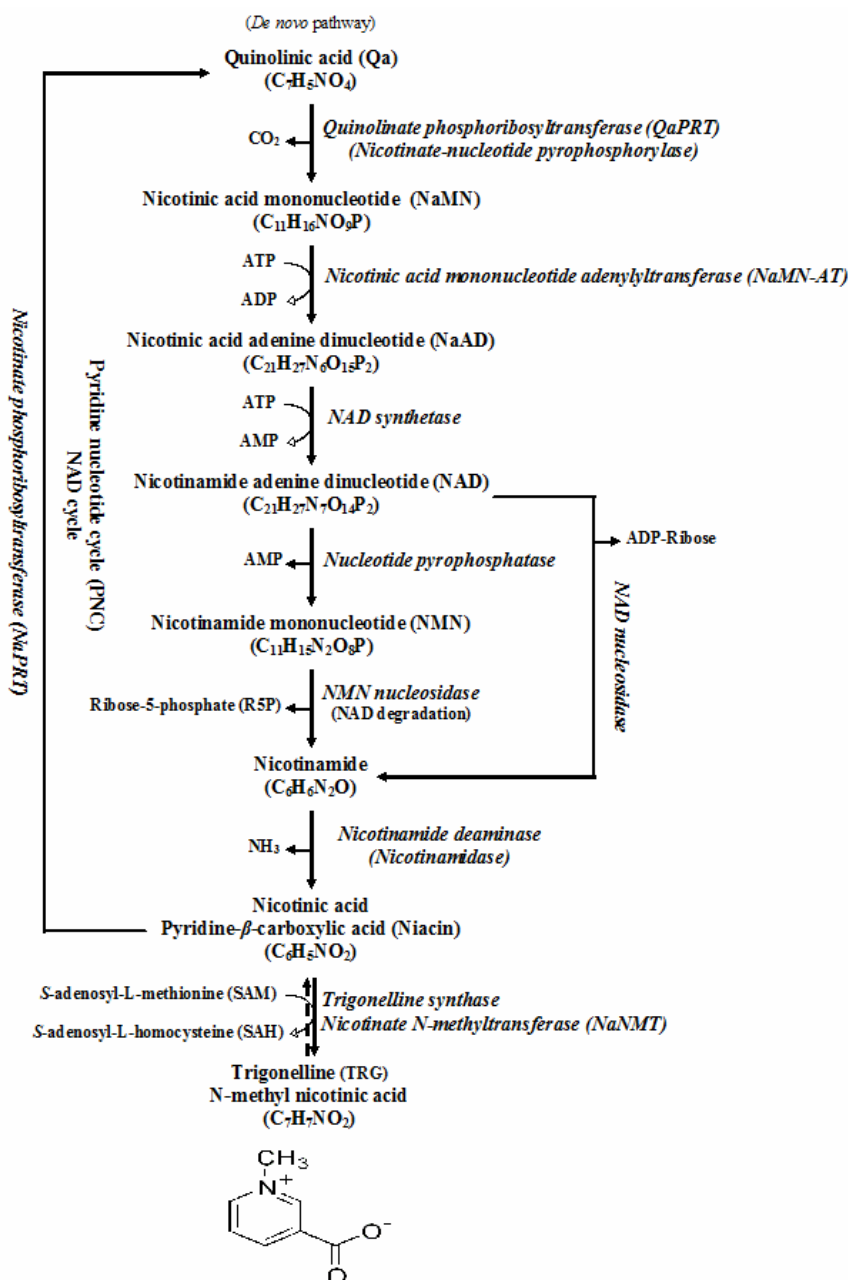 (De novo pathway)
Quinolinic acid (Qa)
(C₇H₅NO₄)
CO₂
Quinolinate phosphoribosyltransferase (QaPRT)
(Nicotinate-nucleotide pyrophosphorylase)
Nicotinic acid mononucleotide (NaMN)
(C₁₁H₁₆NO₉P)
ATP
ADP
Nicotinic acid mononucleotide adenylyltransferase (NaMN-AT)
Nicotinic acid adenine dinucleotide (NaAD)
(C₂₁H₂₇N₆O₁₅P₂)
ATP
AMP
NAD synthetase
Nicotinamide adenine dinucleotide (NAD)
(C₂₁H₂₇N₇O₁₄P₂)
ADP-Ribose
AMP
Nucleotide pyrophosphatase
Nicotinamide mononucleotide (NMN)
(C₁₁H₁₅N₂O₈P)
Ribose-5-phosphate (R5P)
NMN nucleosidase
(NAD degradation)
NAD nucleosidase
Nicotinamide
(C₆H₆N₂O)
NH₃
Nicotinamide deaminase
(Nicotinamidase)
Nicotinic acid
Pyridine-β-carboxylic acid (Niacin)
(C₆H₅NO₂)
Nicotinate phosphoribosyltransferase (NaPRT)
Pyridine nucleotide cycle (PNC)
NAD cycle
S-adenosyl-L-methionine (SAM)
S-adenosyl-L-homocysteine (SAH)
Trigonelline synthase
Nicotinate N-methyltransferase (NaNMT)
Trigonelline (TRG)
N-methyl nicotinic acid
(C₇H₇NO₂)
CH₃
N+
O⁻
O